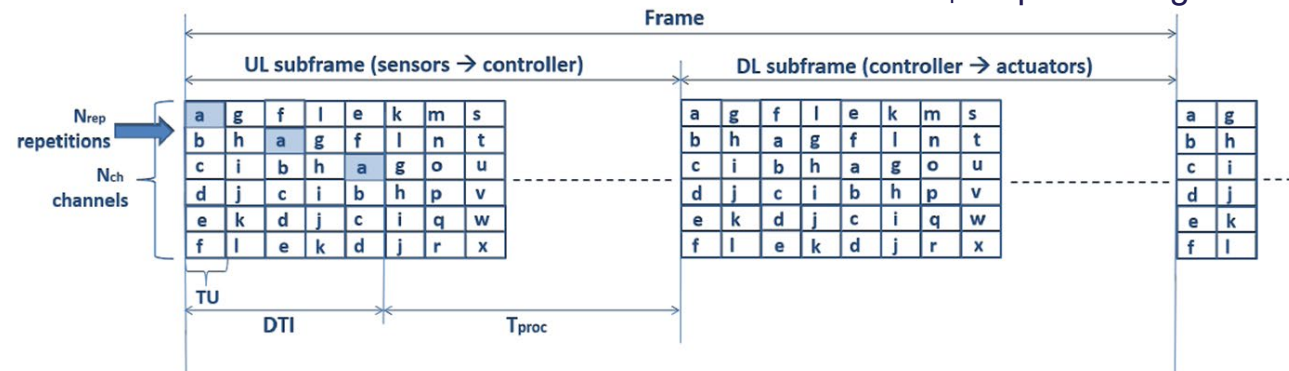 Frame
UL subframe (sensors → controller) DL subframe (controller → actuators)
Nrep
repetitions
Nch
channels
a g f l e k m s
b h a g f l n t
c i b h a g o u
d j c i b h p v
e k d j c i q w
f l e k d j r x
a g f l e k m s
b h a g f l n t
c i b h a g o u
d j c i b h p v
e k d j c i q w
f l e k d j r x
a g
b h
c i
d j
e k
f l
TU
DTI Tproc